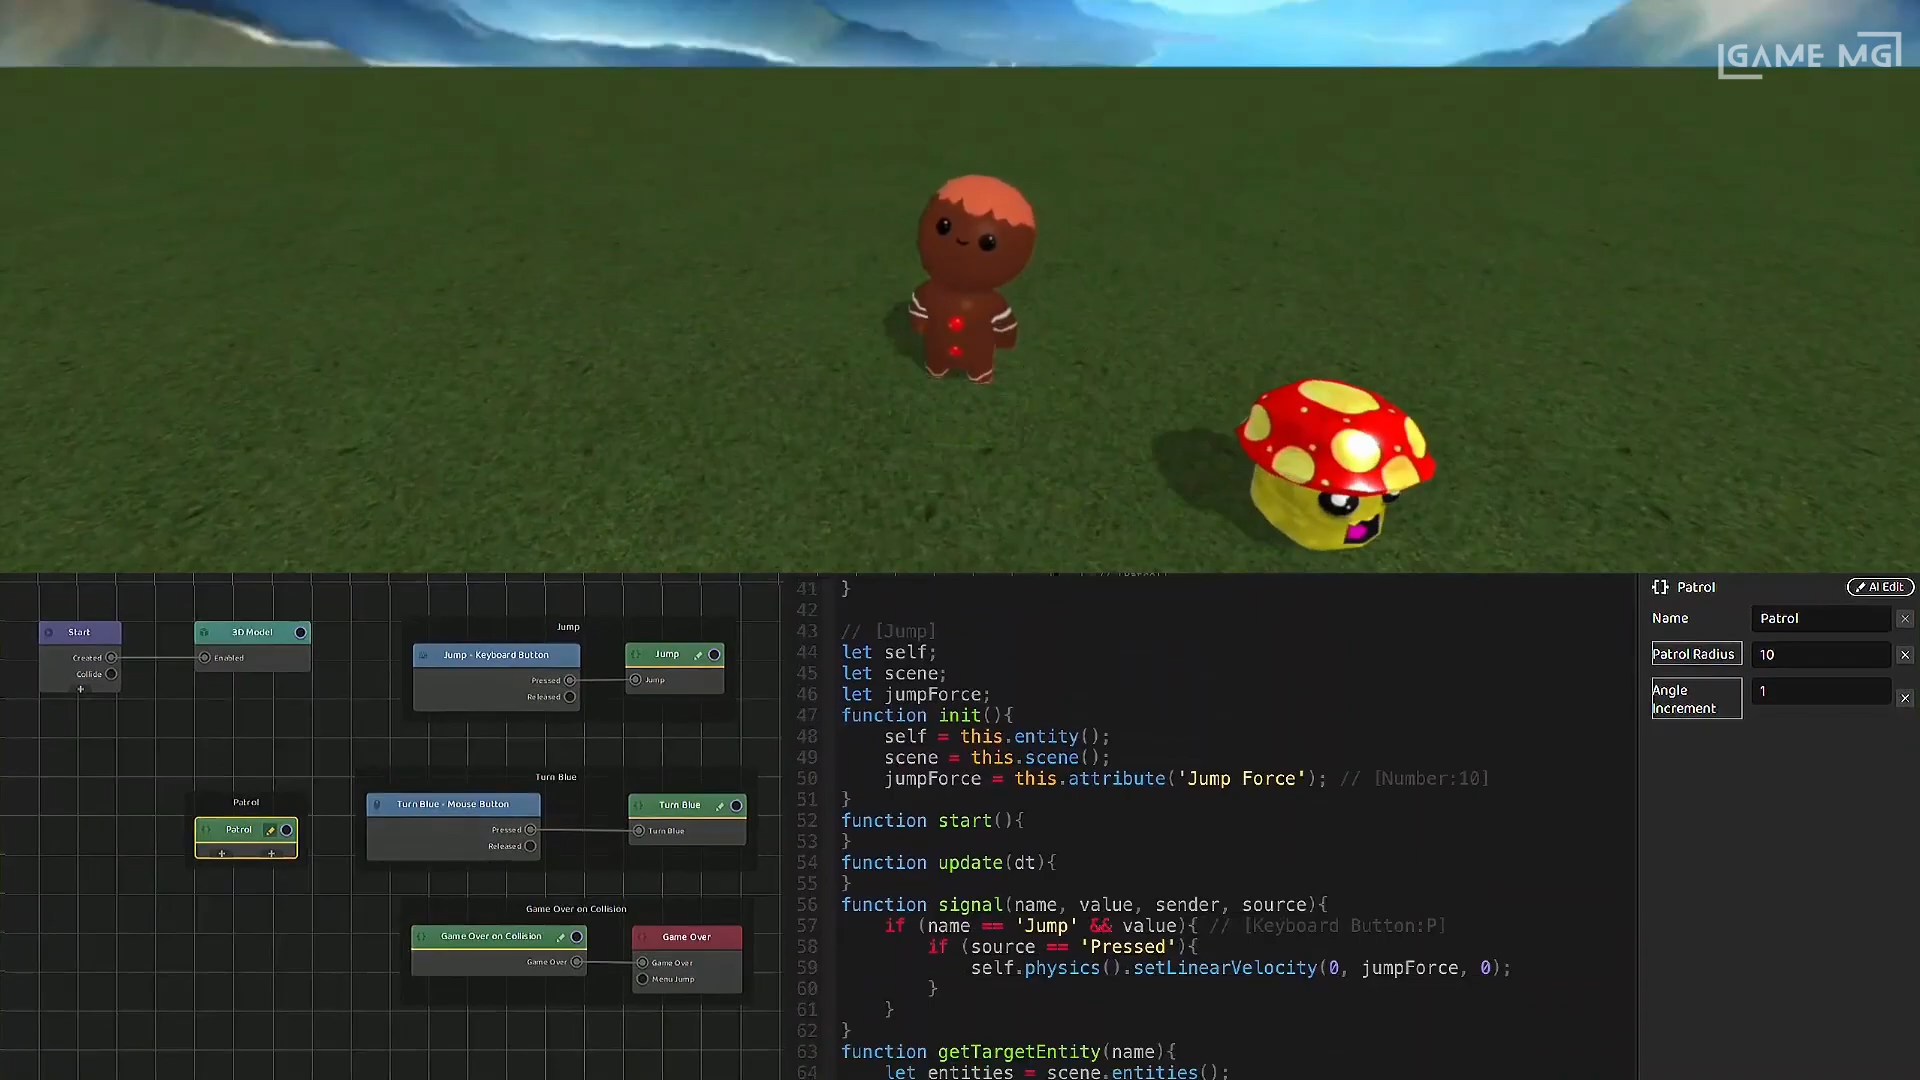 GAME MG
Start
Created
Collide
+
3D Model
Enabled
Jump
Jump - Keyboard Button
Pressed
Released
Jump
Jump
Patrol
Patrol
+ +
Turn Blue
Turn Blue - Mouse Button
Pressed
Released
Turn Blue
Turn Blue
Game Over on Collision
Game Over on Collision
Game Over
Game Over
Game Over
Menu Jump
41 }
42
43 // [Jump]
44 let self;
45 let scene;
46 let jumpForce;
47 function init(){
48 self = this.entity();
49 scene = this.scene();
50 jumpForce = this.attribute('Jump Force'); // [Number:10]
51 }
52 function start(){
53 }
54 function update(dt){
55 }
56 function signal(name, value, sender, source){
57 if (name == 'Jump' && value){ // [Keyboard Button:P]
58 if (source == 'Pressed'){
59 self.physics().setLinearVelocity(0, jumpForce, 0);
60 }
61 }
62 }
63 function getTargetEntity(name){
64 let entities = scene.entities();
{} Patrol
AI Edit
Name Patrol
Patrol Radius 10
Angle Increment 1